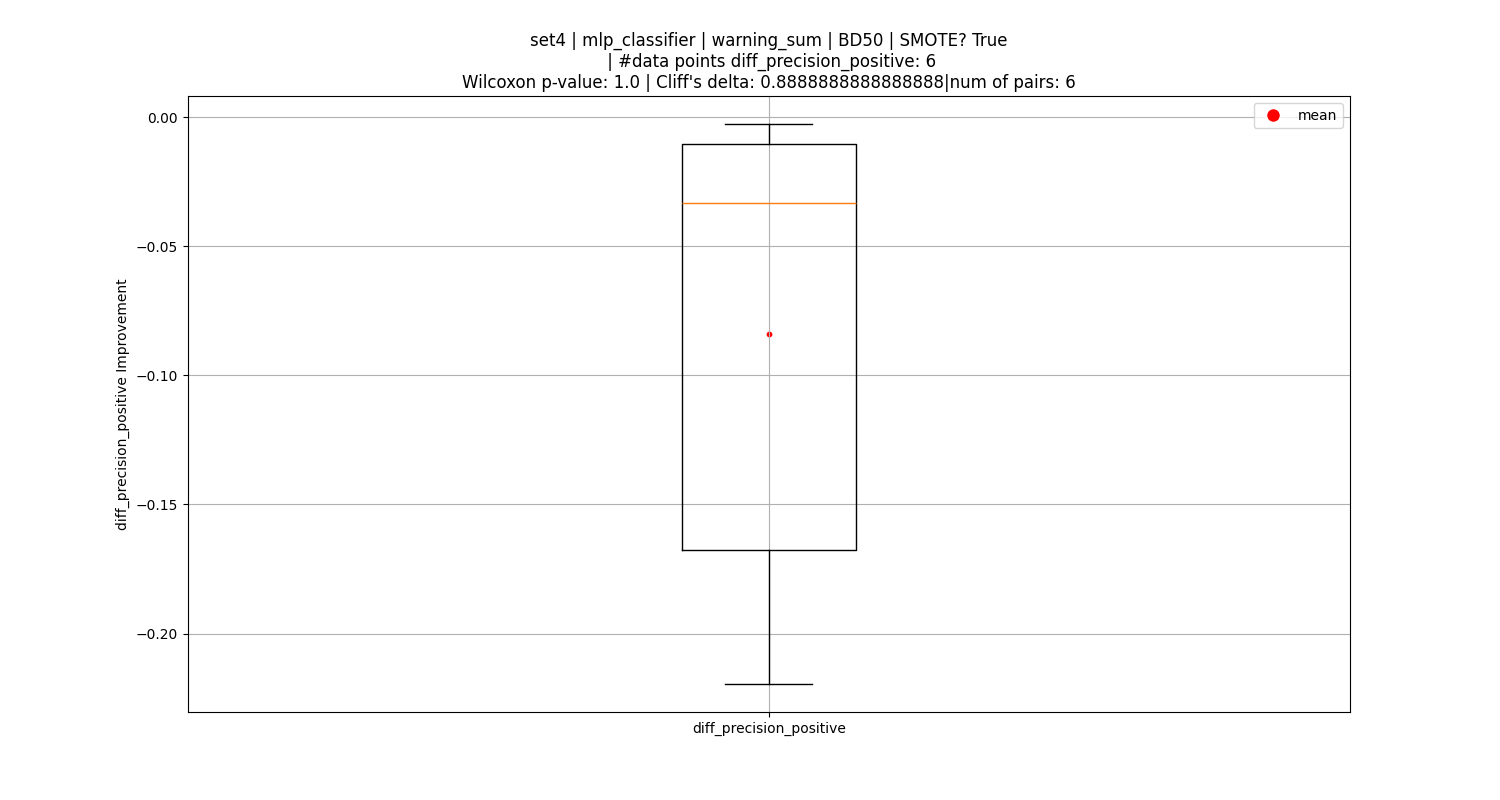 set4 | mlp_classifier | warning_sum | BD50 | SMOTE? True
| #data points diff_precision_positive: 6
Wilcoxon p-value: 1.0 | Cliff's delta: 0.8888888888888888|num of pairs: 6
mean
0.00
−0.05
−0.10
−0.15
−0.20
diff_precision_positive Improvement
diff_precision_positive